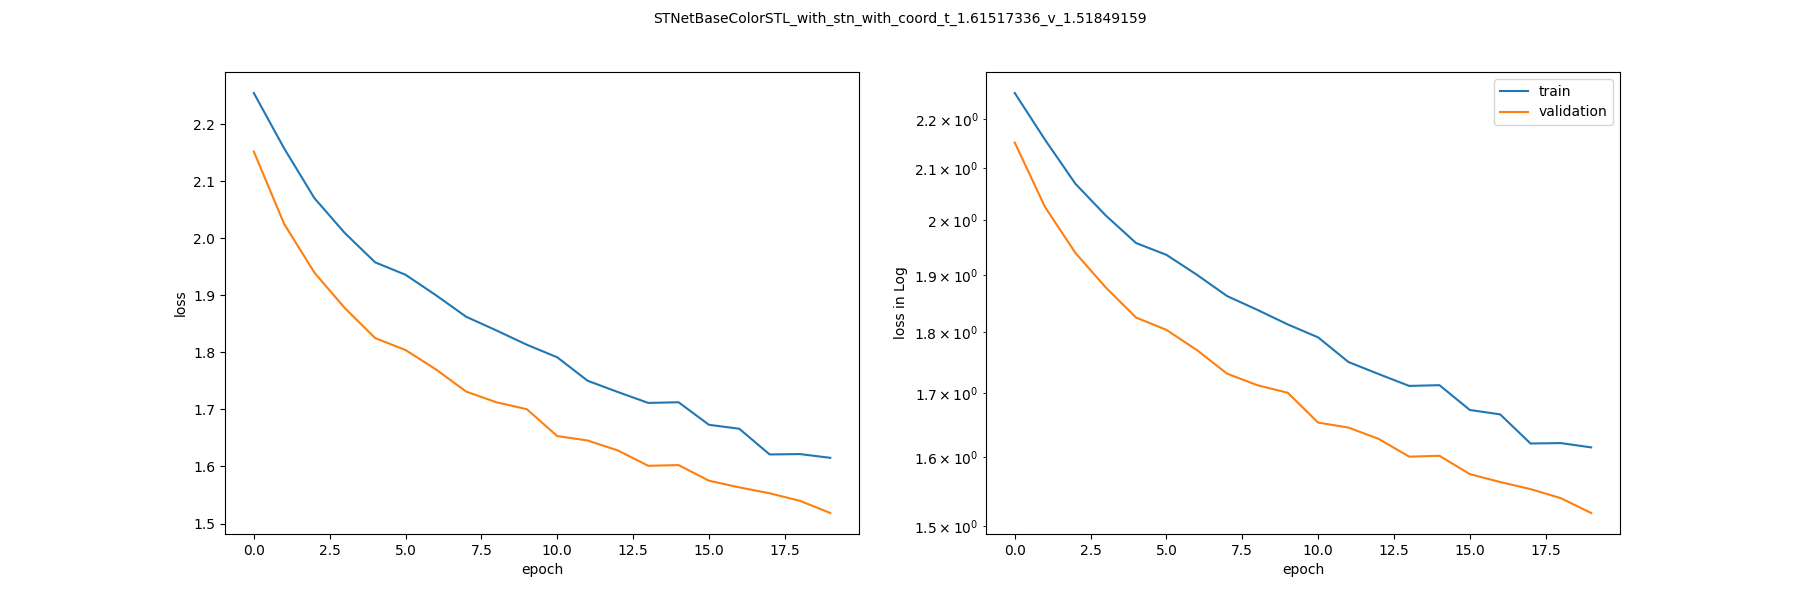 STNetBaseColorSTL_with_stn_with_coord_t_1.61517336_v_1.51849159
loss
2.2
2.1
2.0
1.9
1.8
1.7
1.6
1.5
0.0 2.5 5.0 7.5 10.0 12.5 15.0 17.5
epoch
loss in Log
2.2 × 10⁰
2.1 × 10⁰
2 × 10⁰
1.9 × 10⁰
1.8 × 10⁰
1.7 × 10⁰
1.6 × 10⁰
1.5 × 10⁰
0.0 2.5 5.0 7.5 10.0 12.5 15.0 17.5
epoch
train
validation